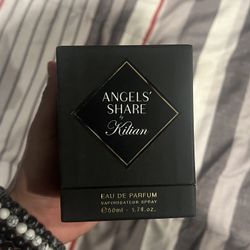 ANGELS'
SHARE
by
Kilian
EAU DE PARFUM
VAPORISATEUR SPRAY
℮50ml - 1.7fl.oz.